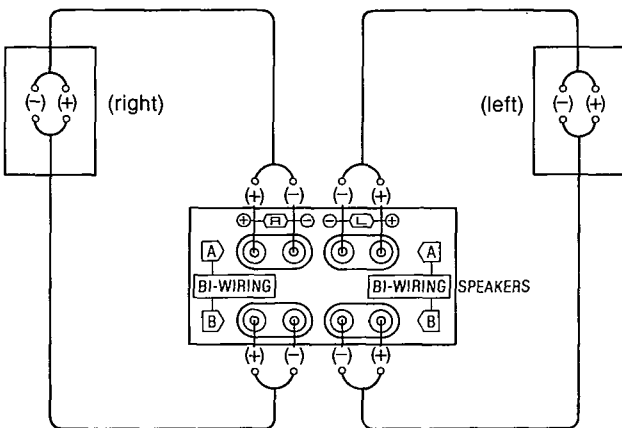 (−) (+) (right)
(left) (−) (+)
(+) (−) (−) (+)
⊕ R ⊖ ⊖ L ⊕
A A
BI-WIRING BI-WIRING SPEAKERS
B B
(+) (−) (−) (+)